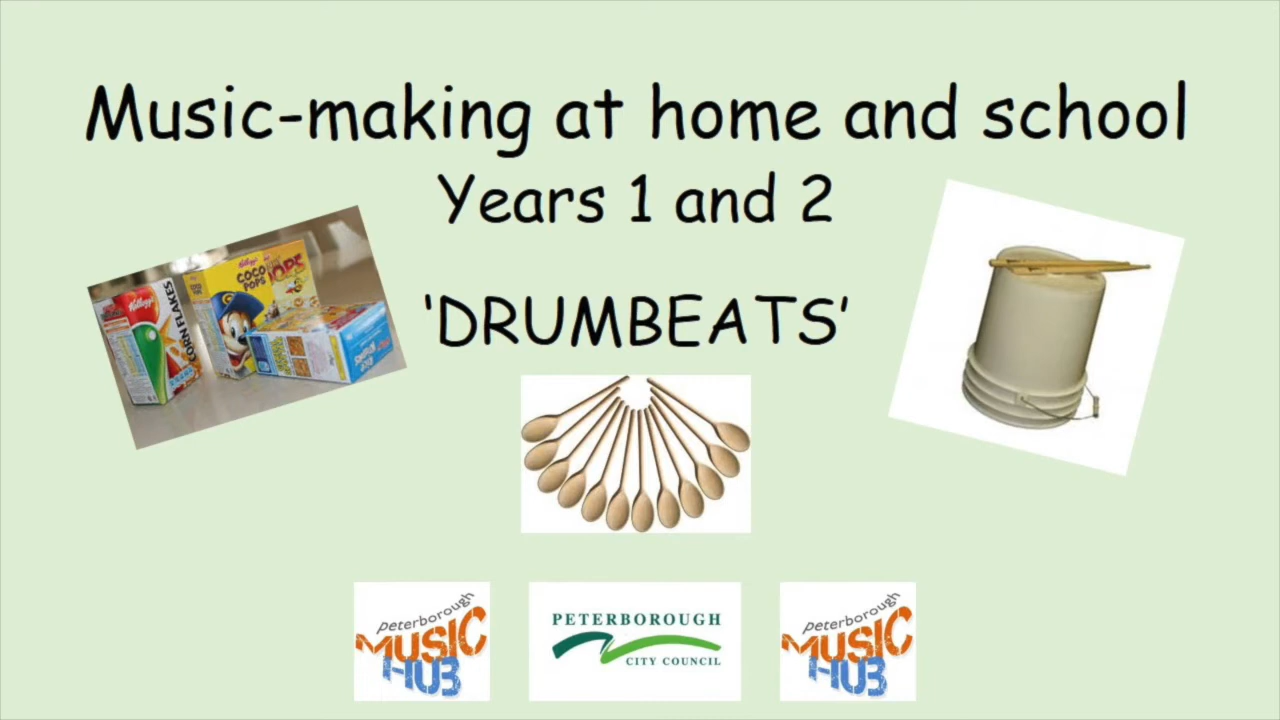 Music-making at home and school
Years 1 and 2
'DRUMBEATS'
Kellogg's
CORN FLAKES
COCO POPS
POPS
peterborough
MUSIC
HUB
PETERBOROUGH
CITY COUNCIL
peterborough
MUSIC
HUB